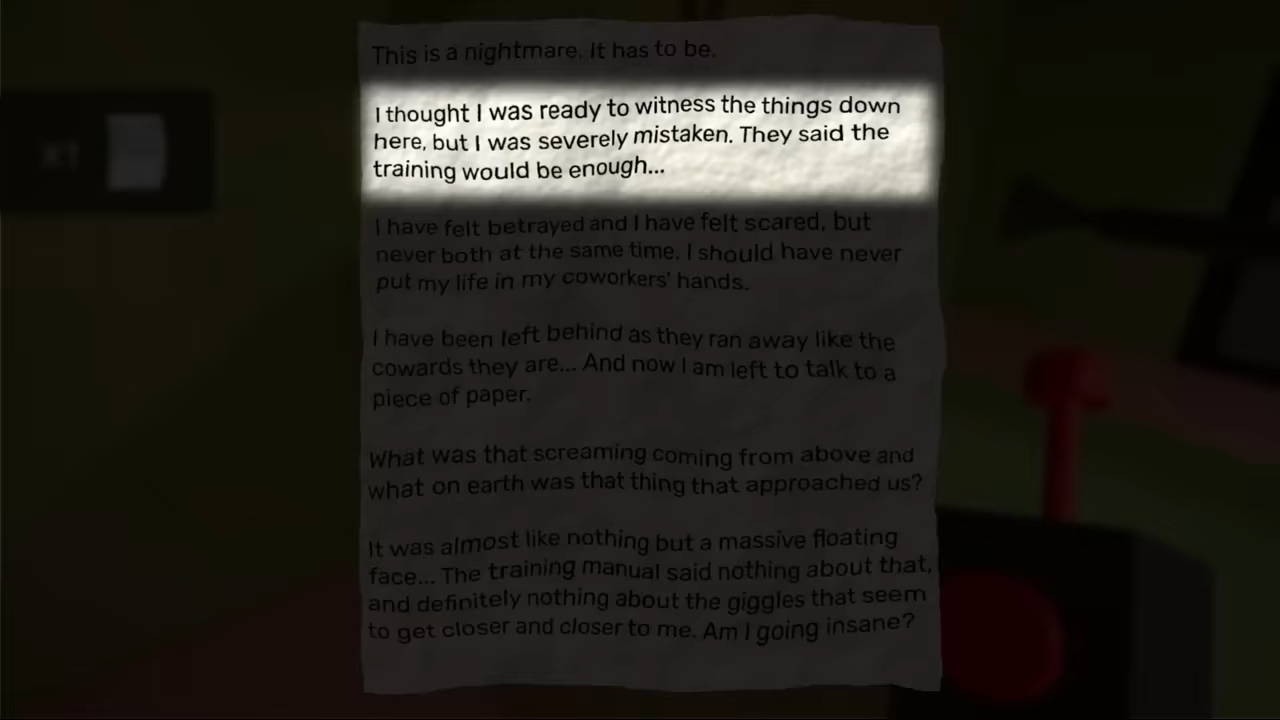 This is a nightmare. It has to be.
I thought I was ready to witness the things down
here, but I was severely mistaken. They said the
training would be enough...
I have felt betrayed and I have felt scared, but
never both at the same time. I should have never
put my life in my coworkers' hands.
I have been left behind as they ran away like the
cowards they are... And now I am left to talk to a
piece of paper.
What was that screaming coming from above and
what on earth was that thing that approached us?
It was almost like nothing but a massive floating
face... The training manual said nothing about that,
and definitely nothing about the giggles that seem
to get closer and closer to me. Am I going insane?